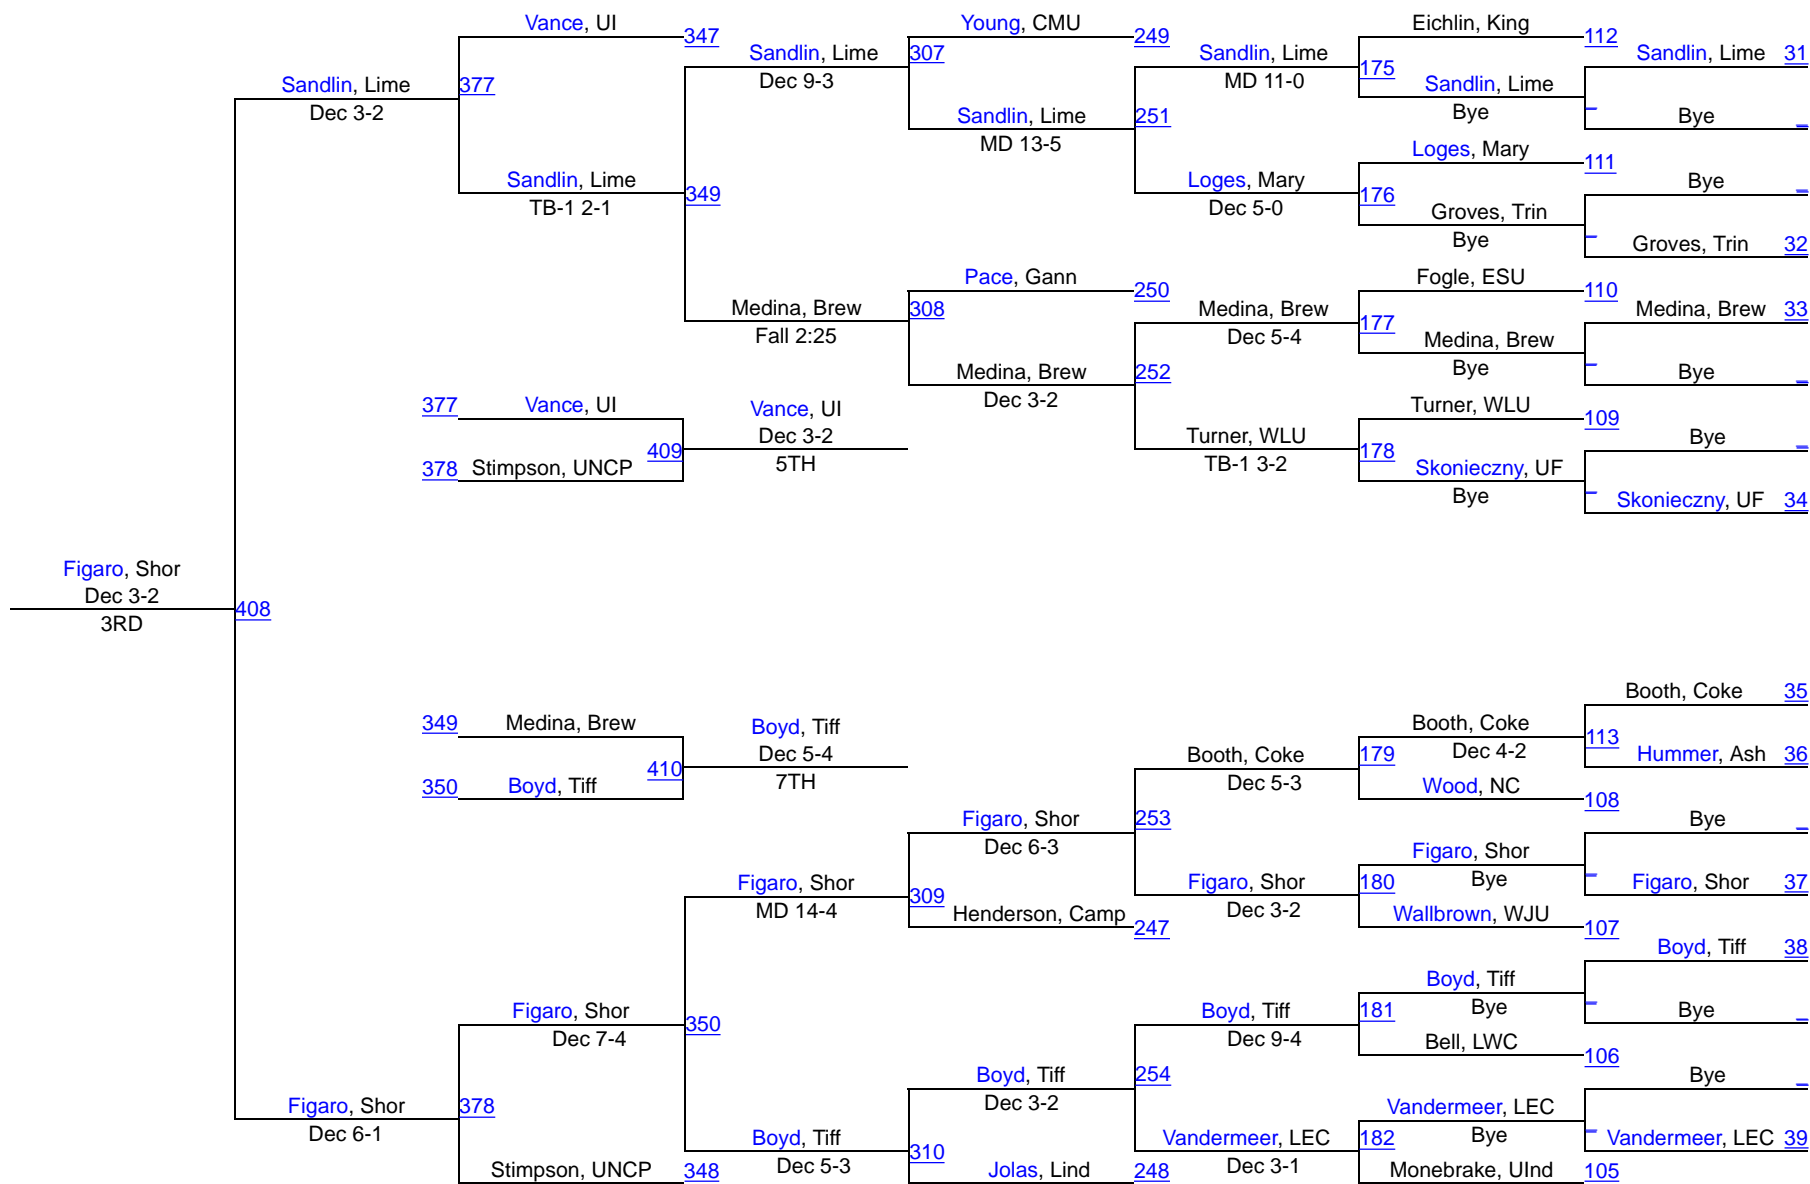 Vance, UI
347
Young, CMU
249
Eichlin, King
112
Sandlin, Lime 31
Sandlin, Lime
307
Sandlin, Lime
175
Sandlin, Lime
377
Dec 9-3
MD 11-0
Sandlin, Lime
Dec 3-2
Sandlin, Lime
251
Bye
Bye
MD 13-5
Loges, Mary
111
Sandlin, Lime
349
Loges, Mary
176
Bye
TB-1 2-1
Dec 5-0
Groves, Trin
Bye
Groves, Trin 32
Pace, Gann
250
Fogle, ESU
110
Medina, Brew
308
Medina, Brew
177
Medina, Brew 33
Fall 2:25
Dec 5-4
Medina, Brew
Medina, Brew
252
Bye
Bye
Dec 3-2
377 Vance, UI
Vance, UI
Turner, WLU
109
Dec 3-2
Turner, WLU
178
Bye
378 Stimpson, UNCP
409
5TH
TB-1 3-2
Skonieczny, UF
Bye
Skonieczny, UF 34
Figaro, Shor
Dec 3-2
408
3RD
Booth, Coke 35
349 Medina, Brew
Boyd, Tiff
Booth, Coke
113
Dec 5-4
Booth, Coke
179
Dec 4-2
Hummer, Ash 36
350 Boyd, Tiff
410
7TH
Dec 5-3
Wood, NC
108
Figaro, Shor
253
Bye
Dec 6-3
Figaro, Shor
Figaro, Shor
309
Figaro, Shor
180
Bye
Figaro, Shor 37
MD 14-4
Henderson, Camp
247
Dec 3-2
Wallbrown, WJU
107
Boyd, Tiff 38
Boyd, Tiff
Figaro, Shor
350
Boyd, Tiff
181
Bye
Bye
Dec 7-4
Dec 9-4
Bell, LWC
106
Boyd, Tiff
254
Bye
Figaro, Shor
378
Dec 3-2
Vandermeer, LEC
Dec 6-1
Boyd, Tiff
310
Vandermeer, LEC
182
Bye
Vandermeer, LEC 39
Stimpson, UNCP
348
Dec 5-3
Jolas, Lind
248
Dec 3-1
Monebrake, UInd
105